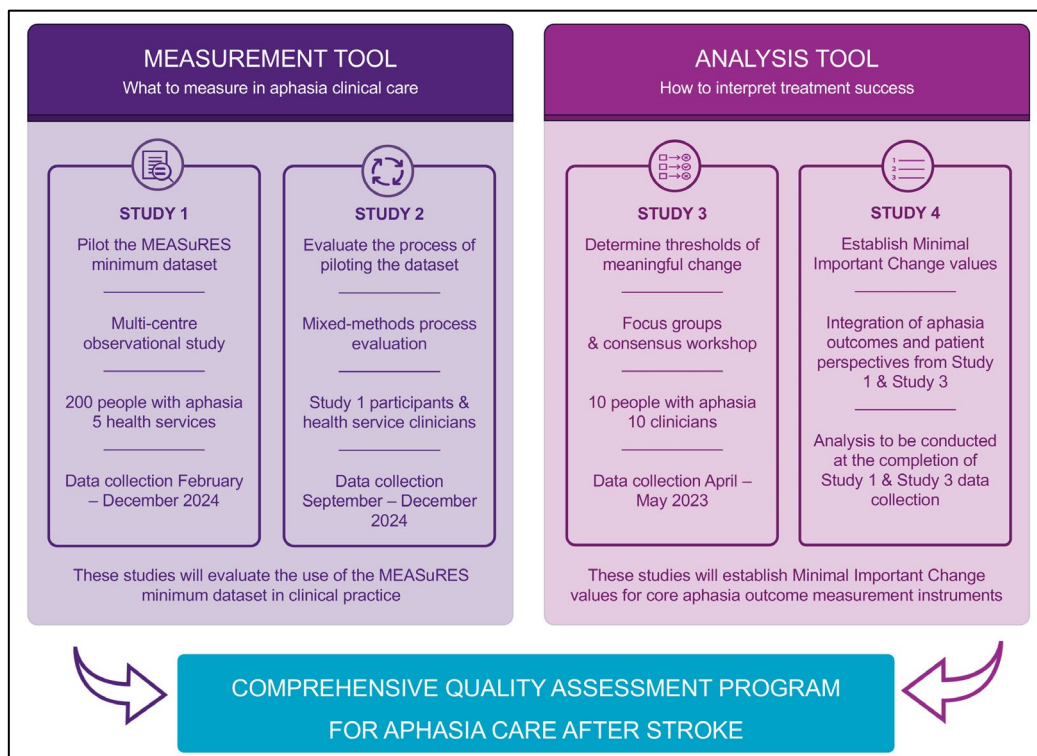 MEASUREMENT TOOL
What to measure in aphasia clinical care
STUDY 1
Pilot the MEASuRES
minimum dataset
Multi-centre
observational study
200 people with aphasia
5 health services
Data collection February
– December 2024
STUDY 2
Evaluate the process of
piloting the dataset
Mixed-methods process
evaluation
Study 1 participants &
health service clinicians
Data collection
September – December
2024
These studies will evaluate the use of the MEASuRES
minimum dataset in clinical practice
ANALYSIS TOOL
How to interpret treatment success
STUDY 3
Determine thresholds of
meaningful change
Focus groups
& consensus workshop
10 people with aphasia
10 clinicians
Data collection April –
May 2023
1
2
3
STUDY 4
Establish Minimal
Important Change values
Integration of aphasia
outcomes and patient
perspectives from Study
1 & Study 3
Analysis to be conducted
at the completion of
Study 1 & Study 3 data
collection
These studies will establish Minimal Important Change
values for core aphasia outcome measurement instruments
COMPREHENSIVE QUALITY ASSESSMENT PROGRAM
FOR APHASIA CARE AFTER STROKE